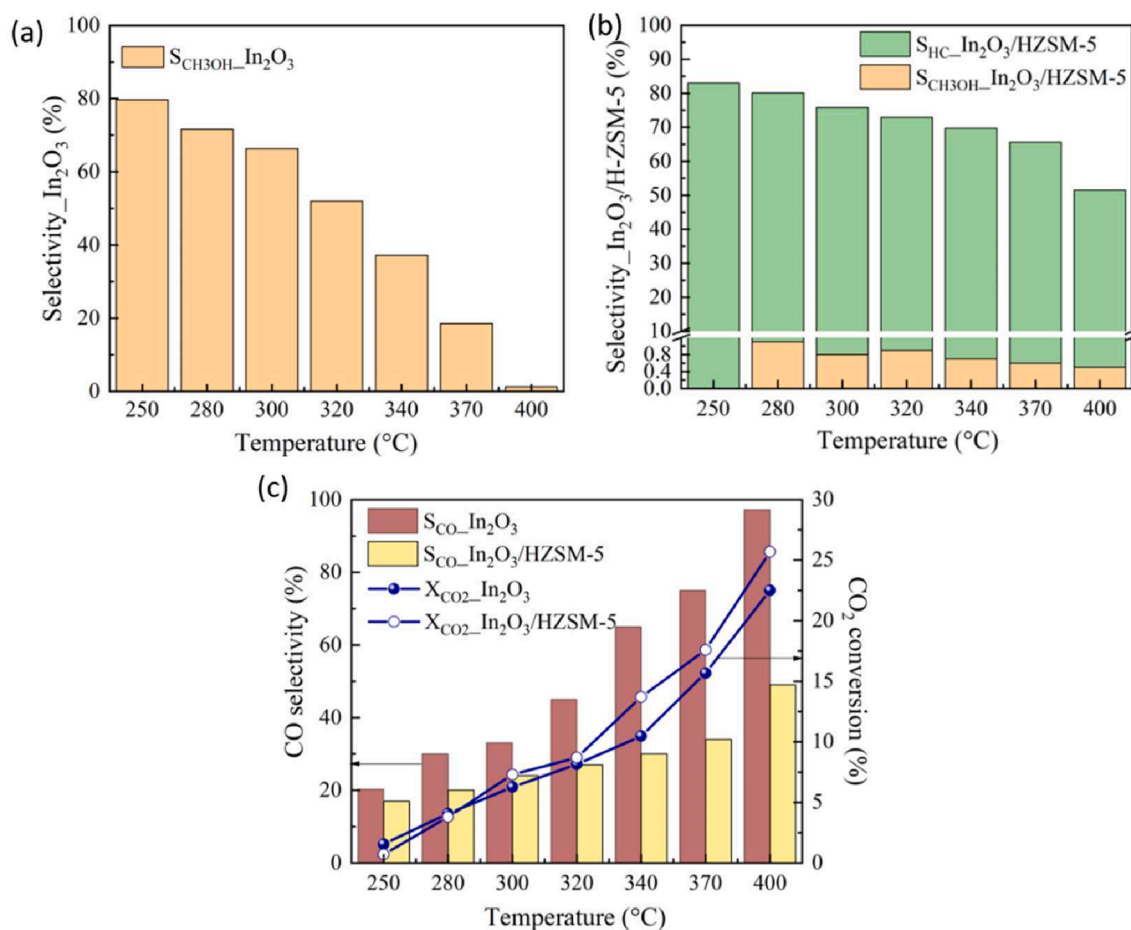 (a)
S_CH3OH_In₂O₃
Selectivity_In₂O₃ (%)
100
80
60
40
20
0
250 280 300 320 340 370 400
Temperature (°C)
(b)
S_HC_In₂O₃/HZSM-5
S_CH3OH_In₂O₃/HZSM-5
Selectivity_In₂O₃/H-ZSM-5 (%)
100
90
80
70
60
50
40
30
20
10
0.8
0.4
0.0
250 280 300 320 340 370 400
Temperature (°C)
(c)
S_CO_In₂O₃
S_CO_In₂O₃/HZSM-5
X_CO2_In₂O₃
X_CO2_In₂O₃/HZSM-5
CO selectivity (%)
100
80
60
40
20
0
CO₂ conversion (%)
30
25
20
15
10
5
0
250 280 300 320 340 370 400
Temperature (°C)